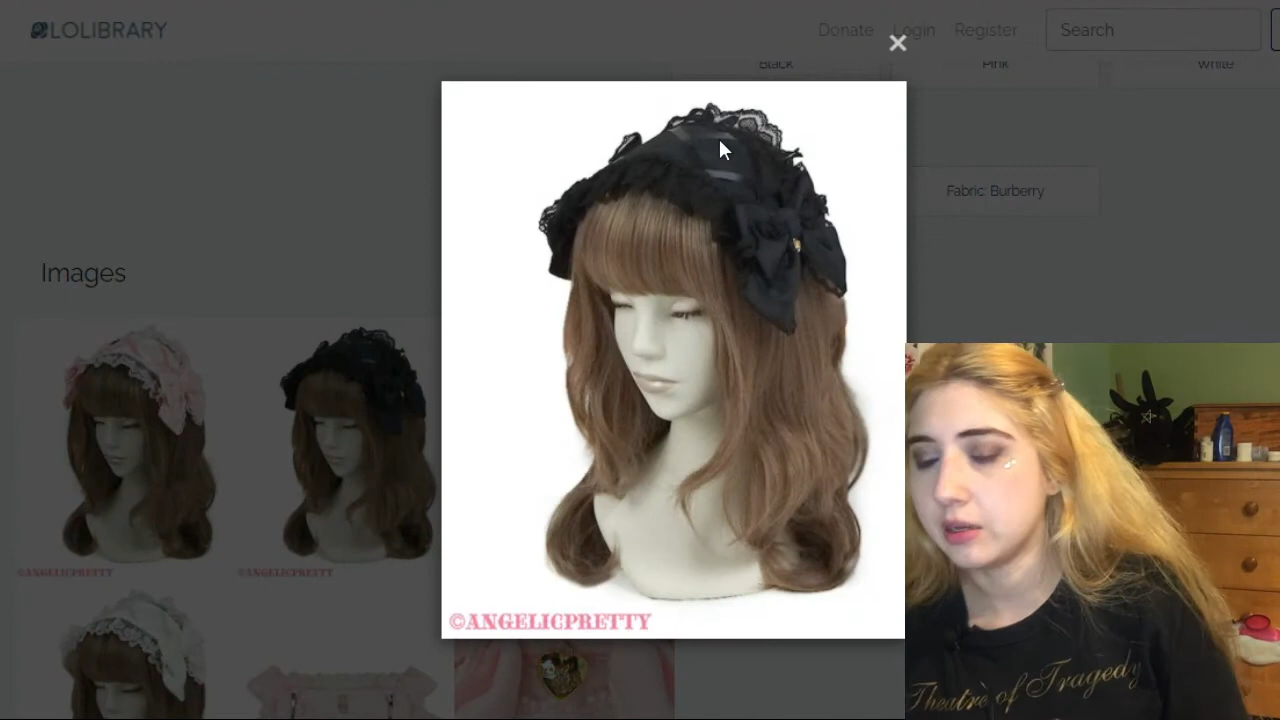 LOLIBRARY
Donate Login Register Search
Black Pink White
Fabric: Burberry
Images
©ANGELICPRETTY ©ANGELICPRETTY
©ANGELICPRETTY
Theatre of Tragedy